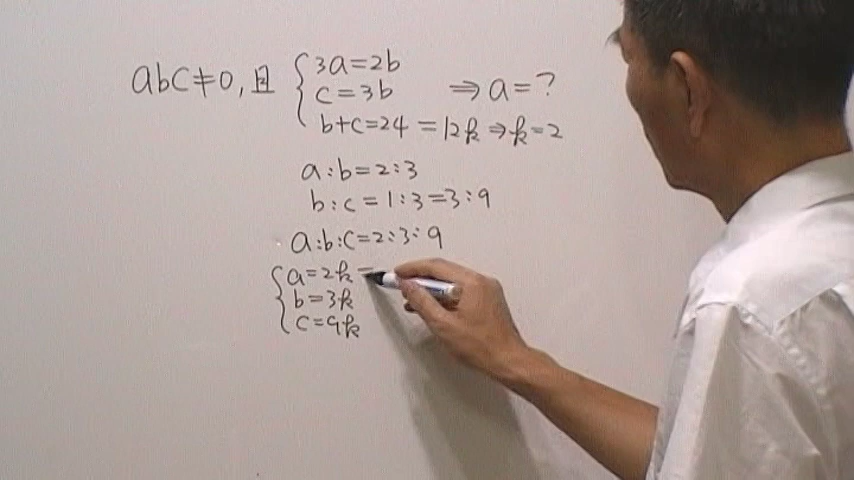 abc≠0,且 { 3a=2b
c=3b ⇒ a=?
b+c=24 =12k ⇒ k=2
a:b=2:3
b:c=1:3=3:9
a:b:c=2:3:9
{ a=2k=
b=3k
c=9k